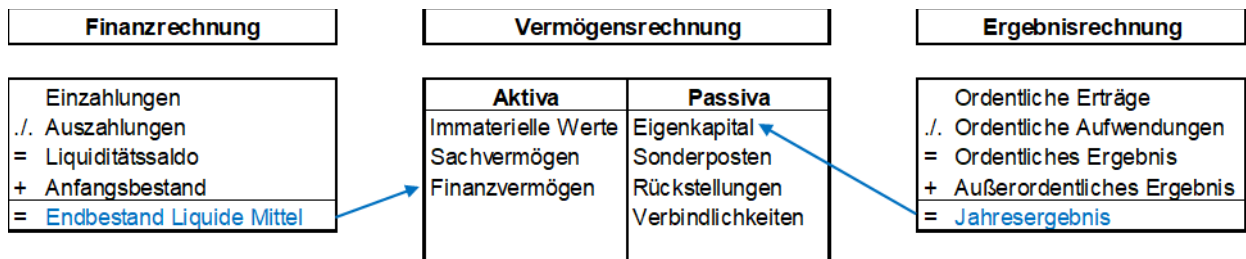 Finanzrechnung
Einzahlungen
./. Auszahlungen
= Liquiditätssaldo
+ Anfangsbestand
= Endbestand Liquide Mittel
Vermögensrechnung
Aktiva Passiva
Immaterielle Werte Eigenkapital
Sachvermögen Sonderposten
Finanzvermögen Rückstellungen
Verbindlichkeiten
Ergebnisrechnung
Ordentliche Erträge
./. Ordentliche Aufwendungen
= Ordentliches Ergebnis
+ Außerordentliches Ergebnis
= Jahresergebnis